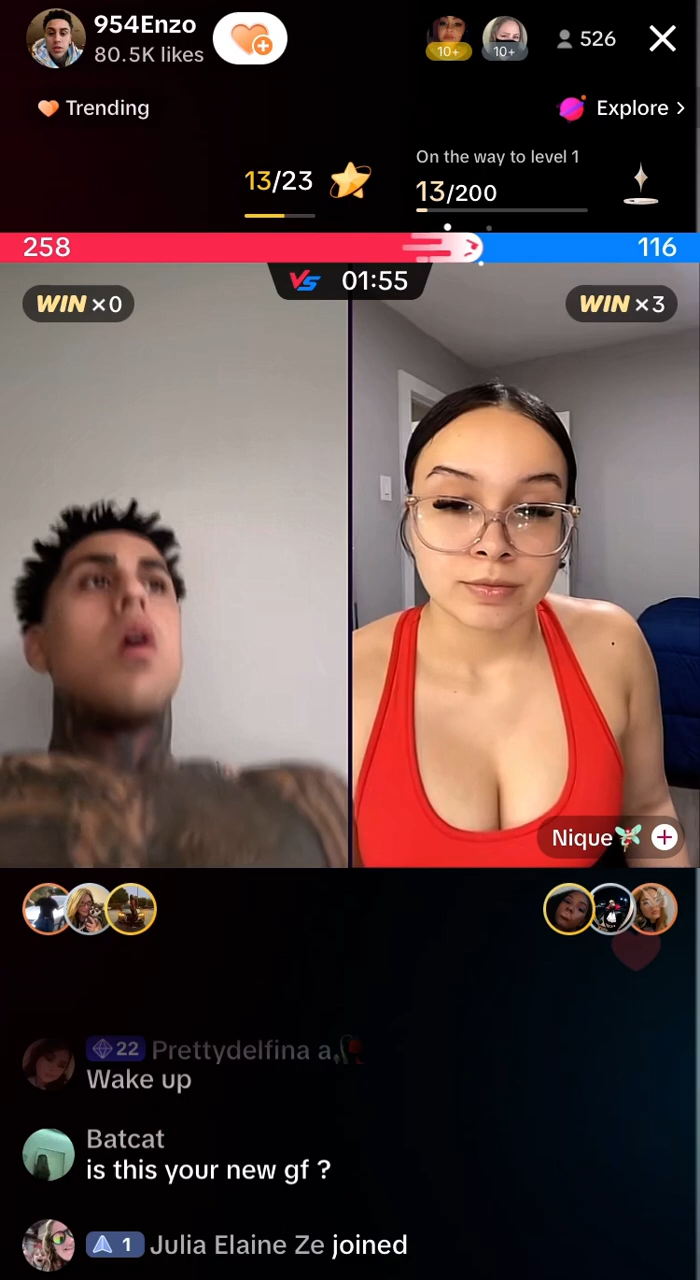 954Enzo
80.5K likes
10+
10+
526
Trending
Explore >
13/23
On the way to level 1
13/200
258
116
VS 01:55
WIN ×0
WIN ×3
Nique
22 Prettydelfina a.
Wake up
Batcat
is this your new gf ?
1 Julia Elaine Ze joined